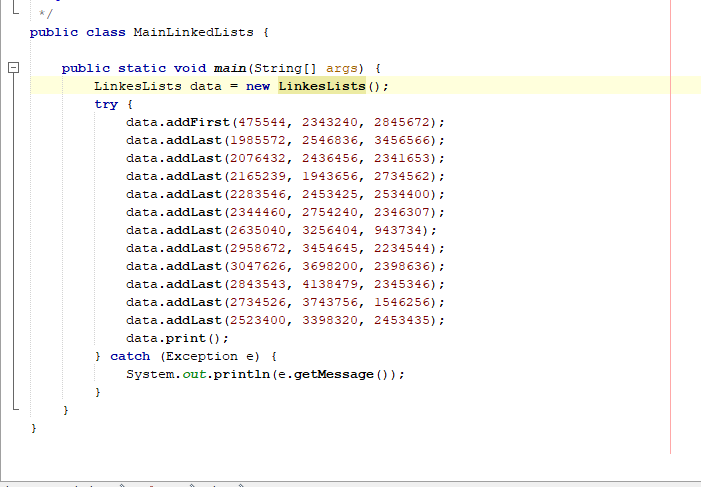 */
public class MainLinkedLists {
public static void main(String[] args) {
LinkesLists data = new LinkesLists();
try {
data.addFirst(475544, 2343240, 2845672);
data.addLast(1985572, 2546836, 3456566);
data.addLast(2076432, 2436456, 2341653);
data.addLast(2165239, 1943656, 2734562);
data.addLast(2283546, 2453425, 2534400);
data.addLast(2344460, 2754240, 2346307);
data.addLast(2635040, 3256404, 943734);
data.addLast(2958672, 3454645, 2234544);
data.addLast(3047626, 3698200, 2398636);
data.addLast(2843543, 4138479, 2345346);
data.addLast(2734526, 3743756, 1546256);
data.addLast(2523400, 3398320, 2453435);
data.print();
} catch (Exception e) {
System.out.println(e.getMessage());
}
}
}